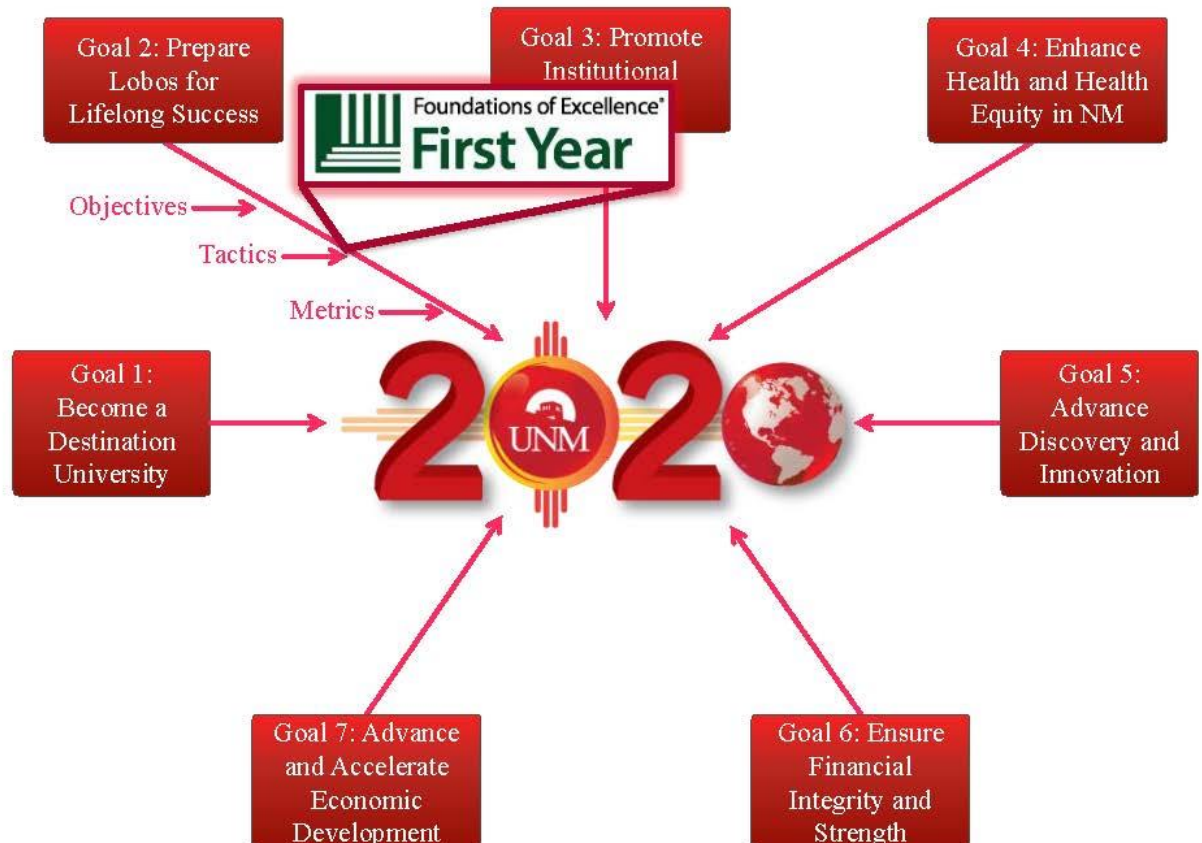 Goal 2: Prepare
Lobos for
Lifelong Success
Goal 3: Promote
Institutional
Foundations of Excellence®
First Year
Goal 4: Enhance
Health and Health
Equity in NM
Objectives
Tactics
Metrics
Goal 1:
Become a
Destination
University
2020
UNM
Goal 5:
Advance
Discovery and
Innovation
Goal 7: Advance
and Accelerate
Economic
Development
Goal 6: Ensure
Financial
Integrity and
Strength